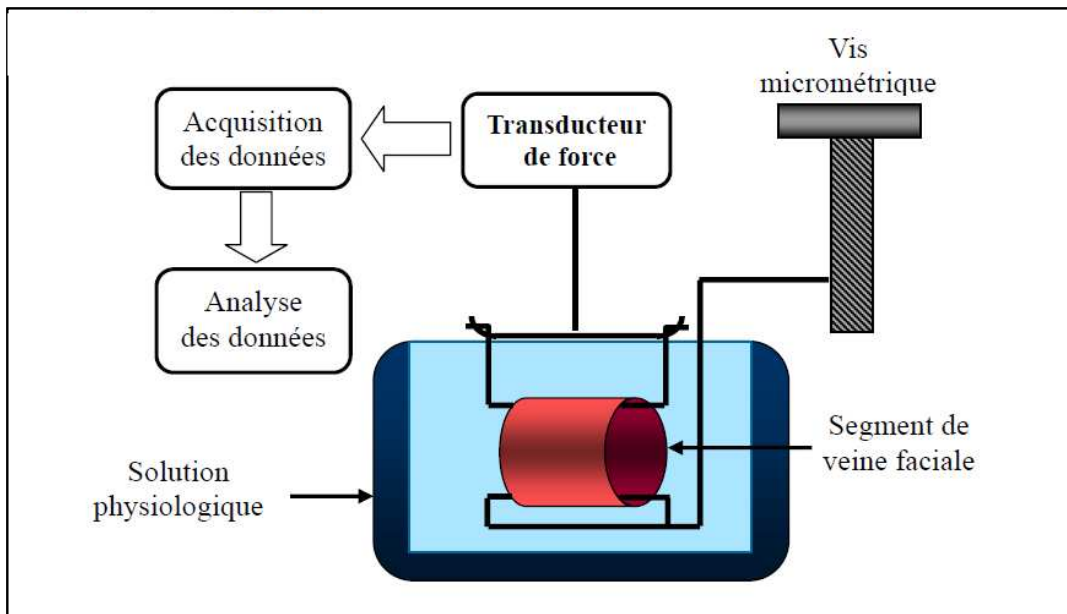 Vis
micrométrique
Acquisition
des données
Transducteur
de force
Analyse
des données
Segment de
veine faciale
Solution
physiologique